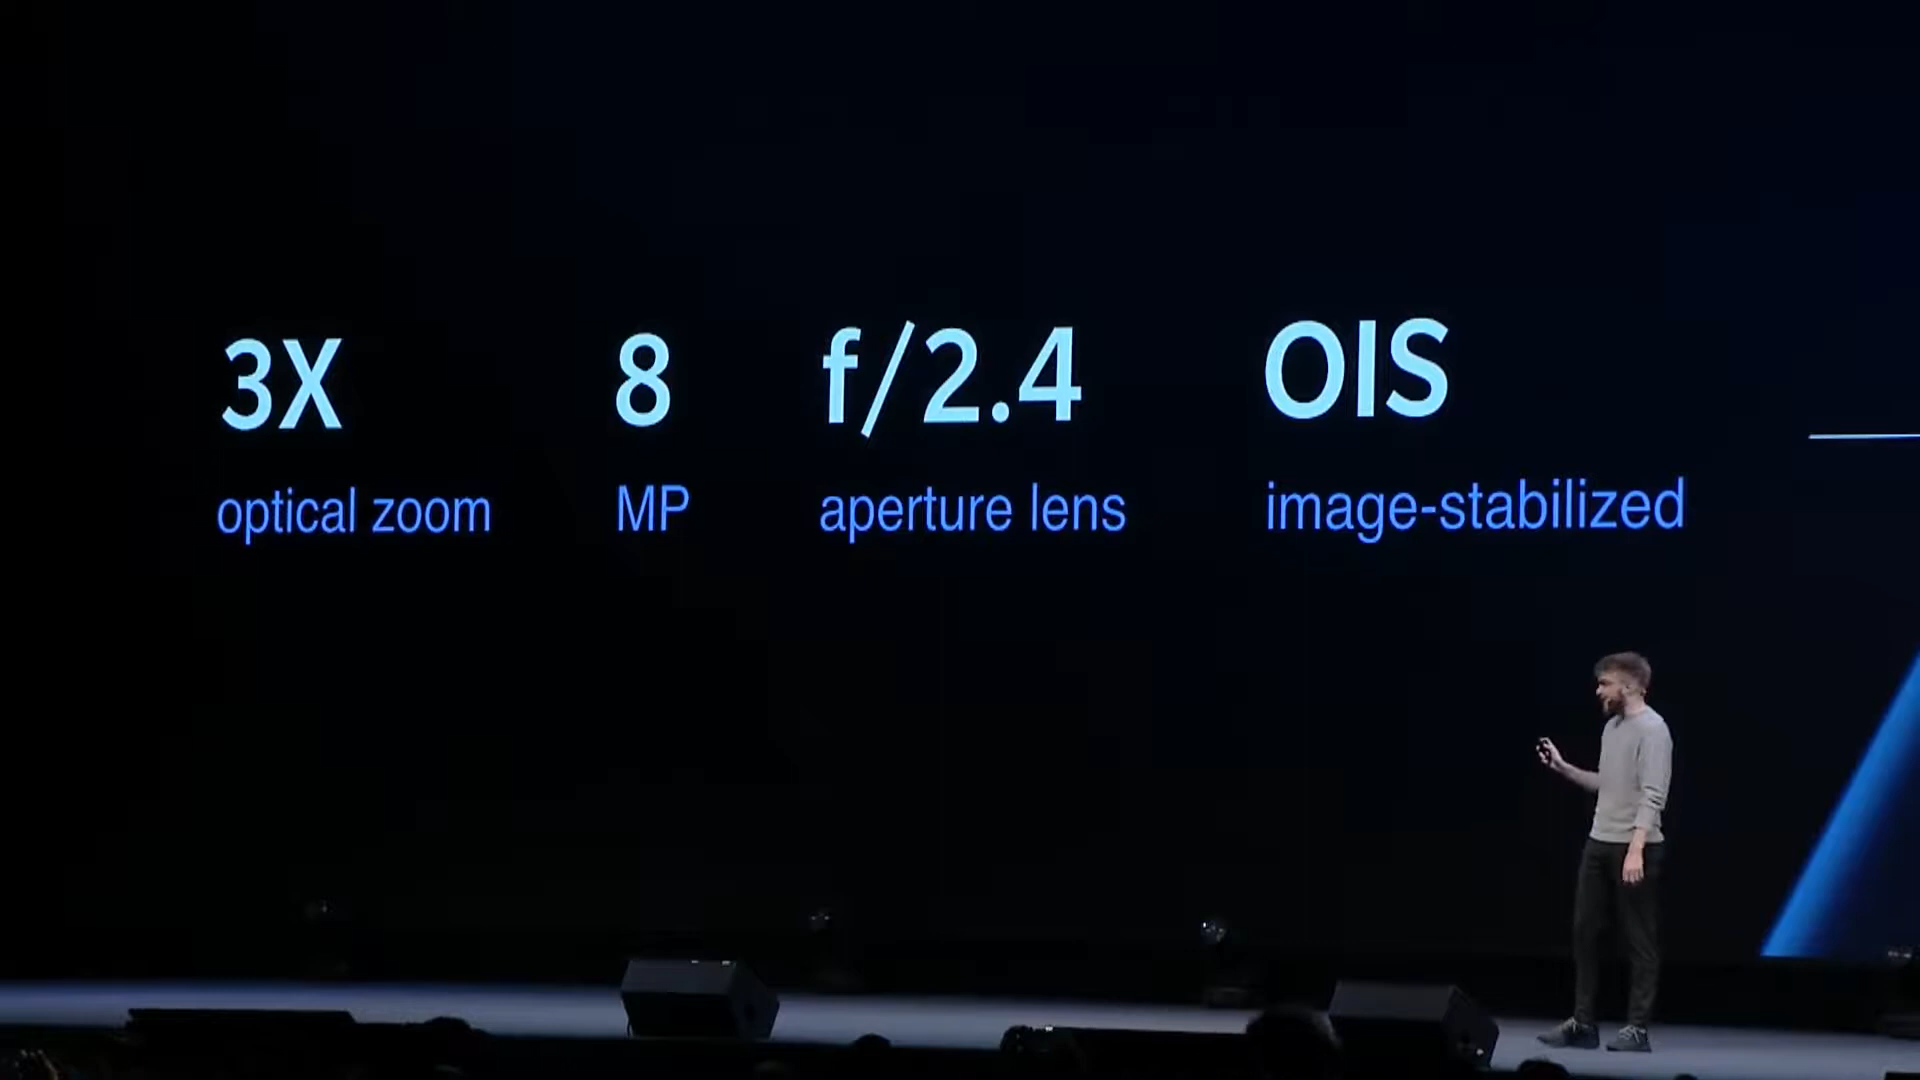 3X 8 f/2.4 OIS
optical zoom MP aperture lens image-stabilized